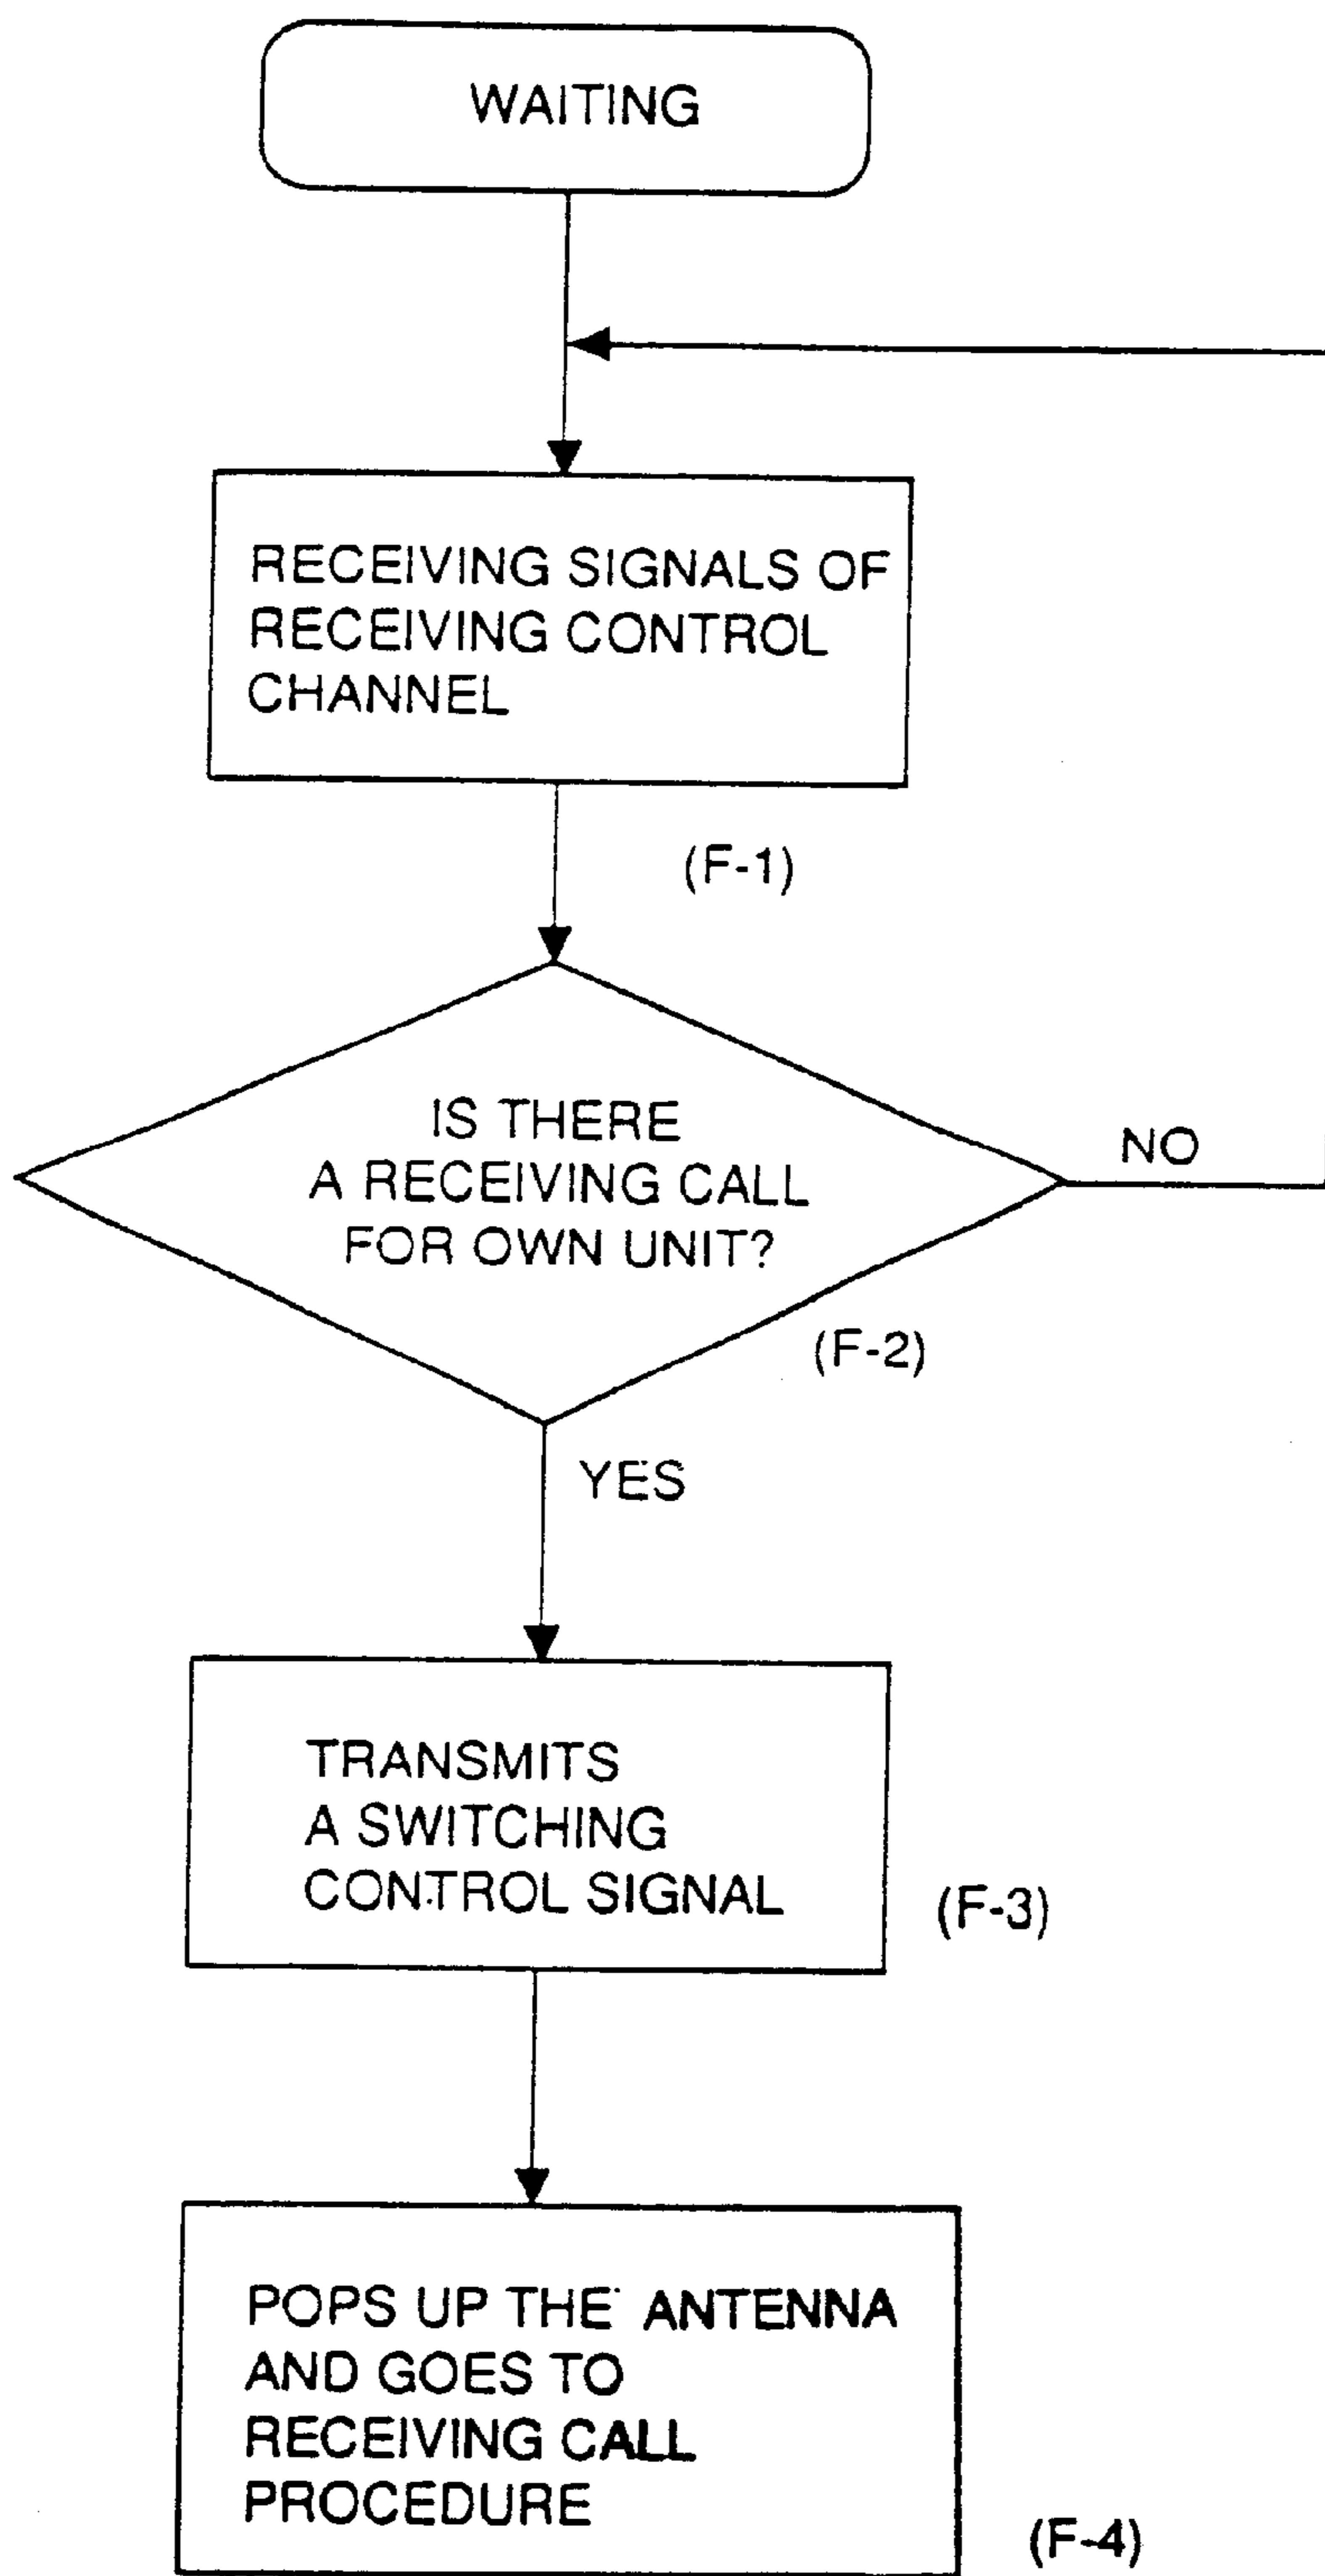 WAITING
RECEIVING SIGNALS OF
RECEIVING CONTROL
CHANNEL
(F-1)
IS THERE
A RECEIVING CALL
FOR OWN UNIT?
NO
(F-2)
YES
TRANSMITS
A SWITCHING
CONTROL SIGNAL
(F-3)
POPS UP THE ANTENNA
AND GOES TO
RECEIVING CALL
PROCEDURE
(F-4)